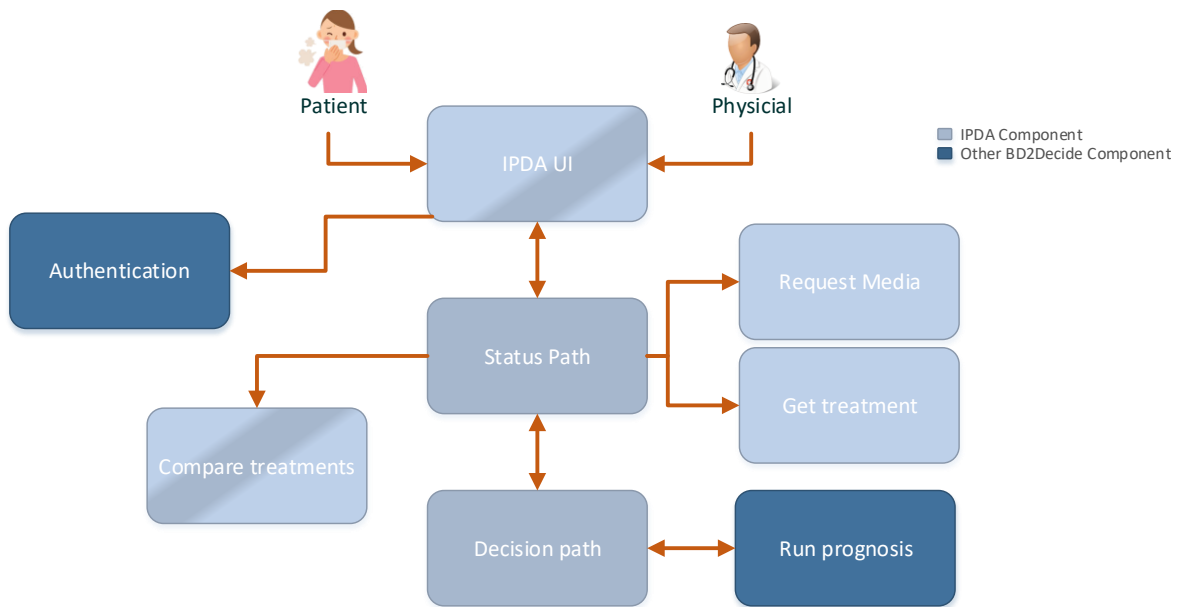 Patient
Physicial
IPDA UI
IPDA Component
Other BD2Decide Component
Authentication
Request Media
Status Path
Get treatment
Compare treatments
Decision path
Run prognosis